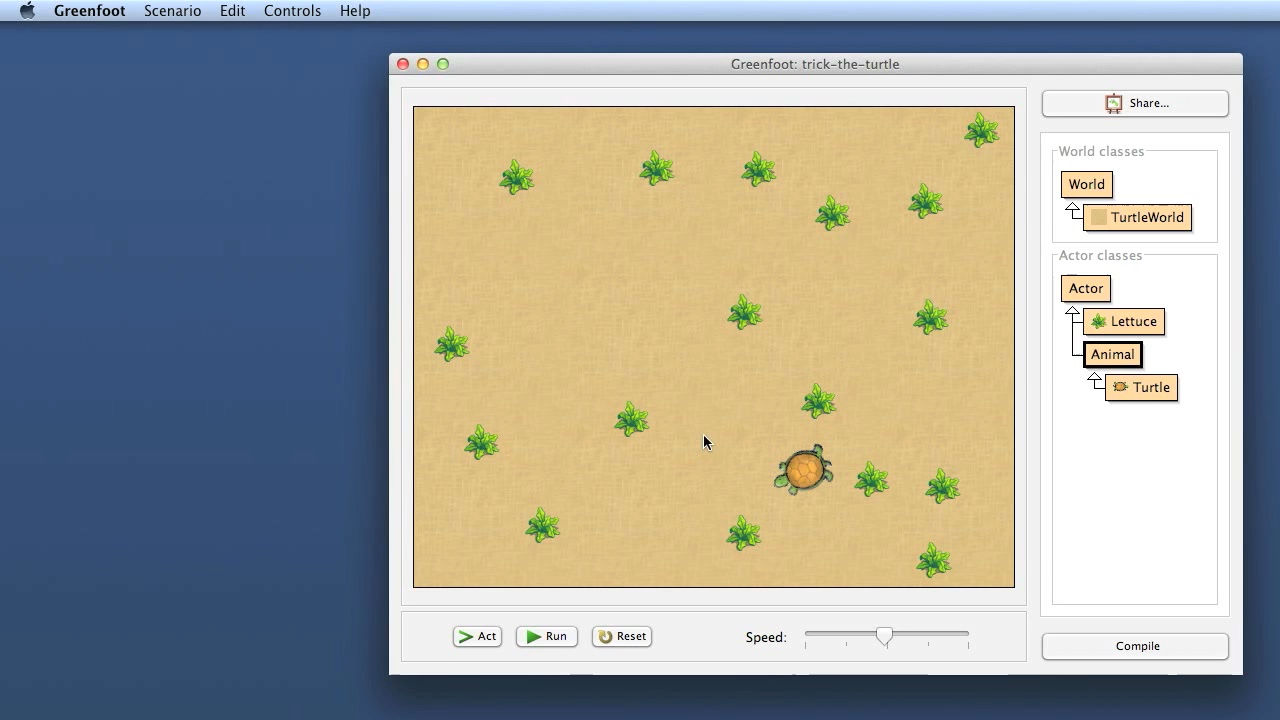 Greenfoot Scenario Edit Controls Help
Greenfoot: trick-the-turtle
Share...
World classes
World
TurtleWorld
Actor classes
Actor
Lettuce
Animal
Turtle
Act Run Reset Speed:
Compile